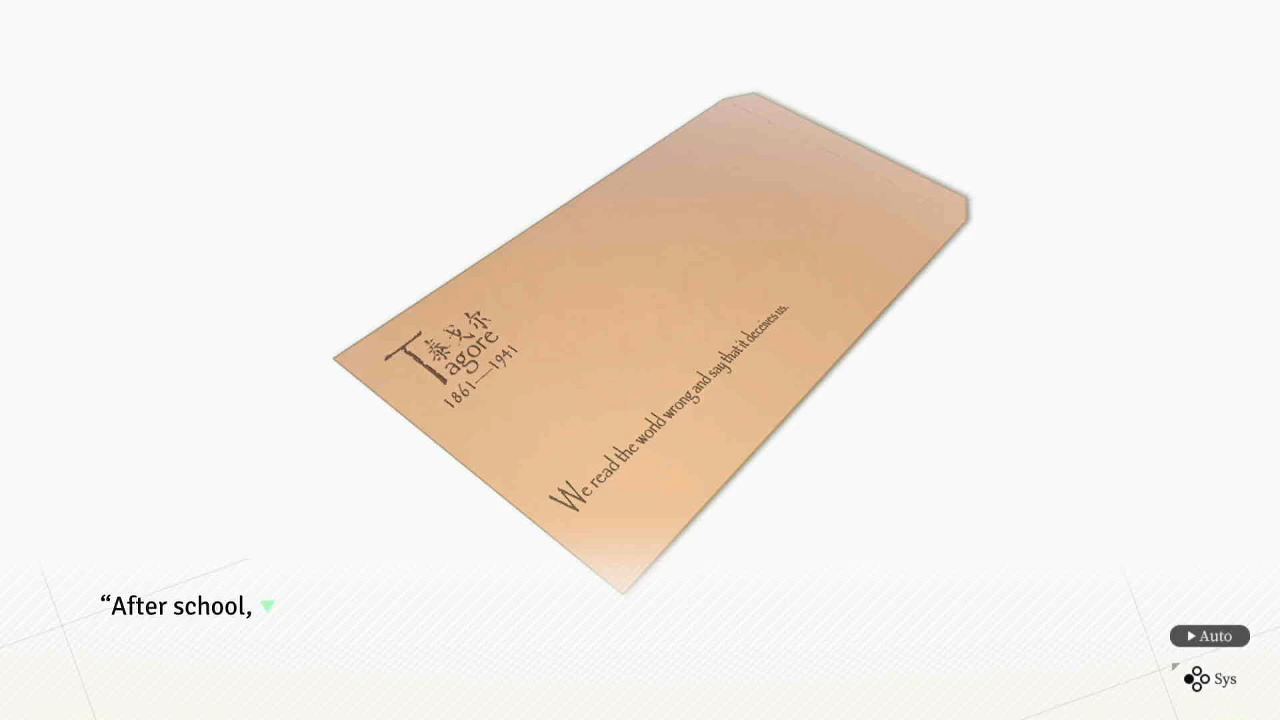 泰戈尔
Tagore
1861—1941
We read the world wrong and say that it deceives us.
“After school,
Auto
Sys